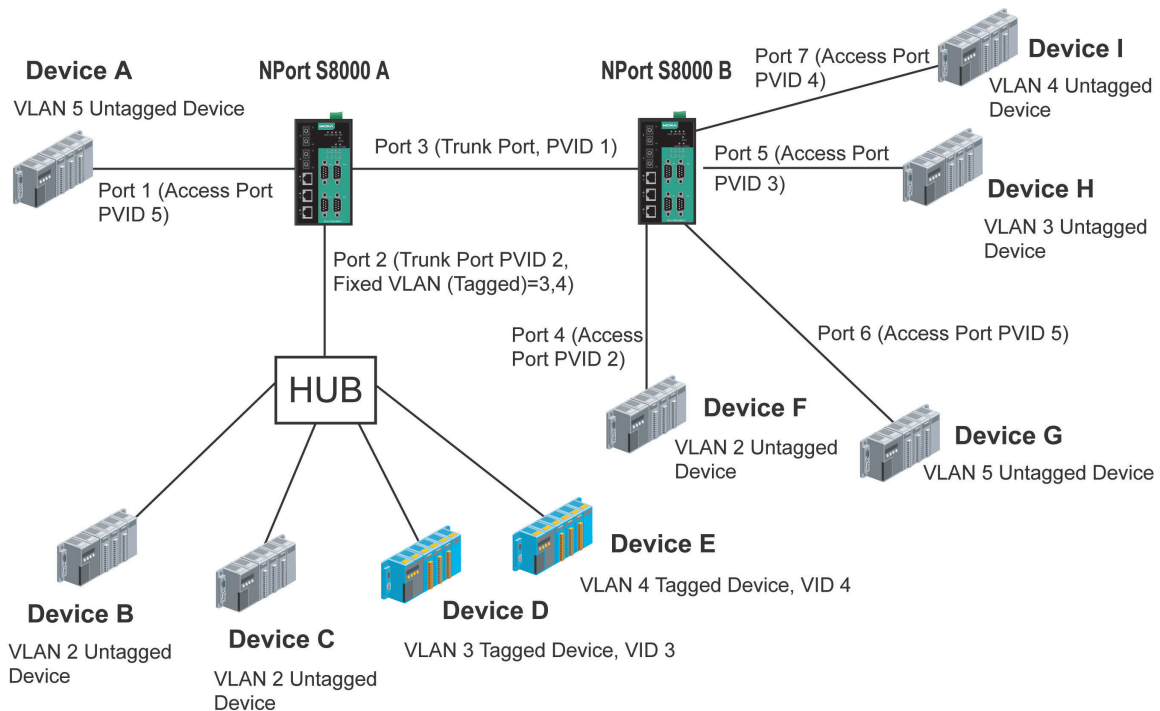 Device A
VLAN 5 Untagged Device
NPort S8000 A
NPort S8000 B
Port 7 (Access Port
PVID 4)
Device I
VLAN 4 Untagged
Device
Port 1 (Access Port
PVID 5)
Port 3 (Trunk Port, PVID 1)
Port 5 (Access Port
PVID 3)
Device H
VLAN 3 Untagged
Device
Port 2 (Trunk Port PVID 2,
Fixed VLAN (Tagged)=3,4)
Port 4 (Access
Port PVID 2)
Port 6 (Access Port PVID 5)
HUB
Device F
VLAN 2 Untagged
Device
Device G
VLAN 5 Untagged Device
Device B
VLAN 2 Untagged
Device
Device C
VLAN 2 Untagged
Device
Device D
VLAN 3 Tagged Device, VID 3
Device E
VLAN 4 Tagged Device, VID 4
MOXA
MOXA